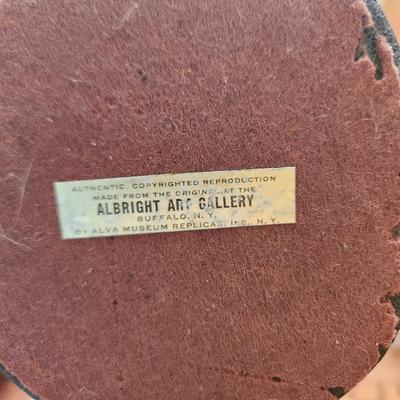 AUTHENTIC, COPYRIGHTED REPRODUCTION
MADE FROM THE ORIGINAL AT THE
ALBRIGHT ART GALLERY
BUFFALO, N. Y.
BY ALVA MUSEUM REPLICAS, INC., N. Y.